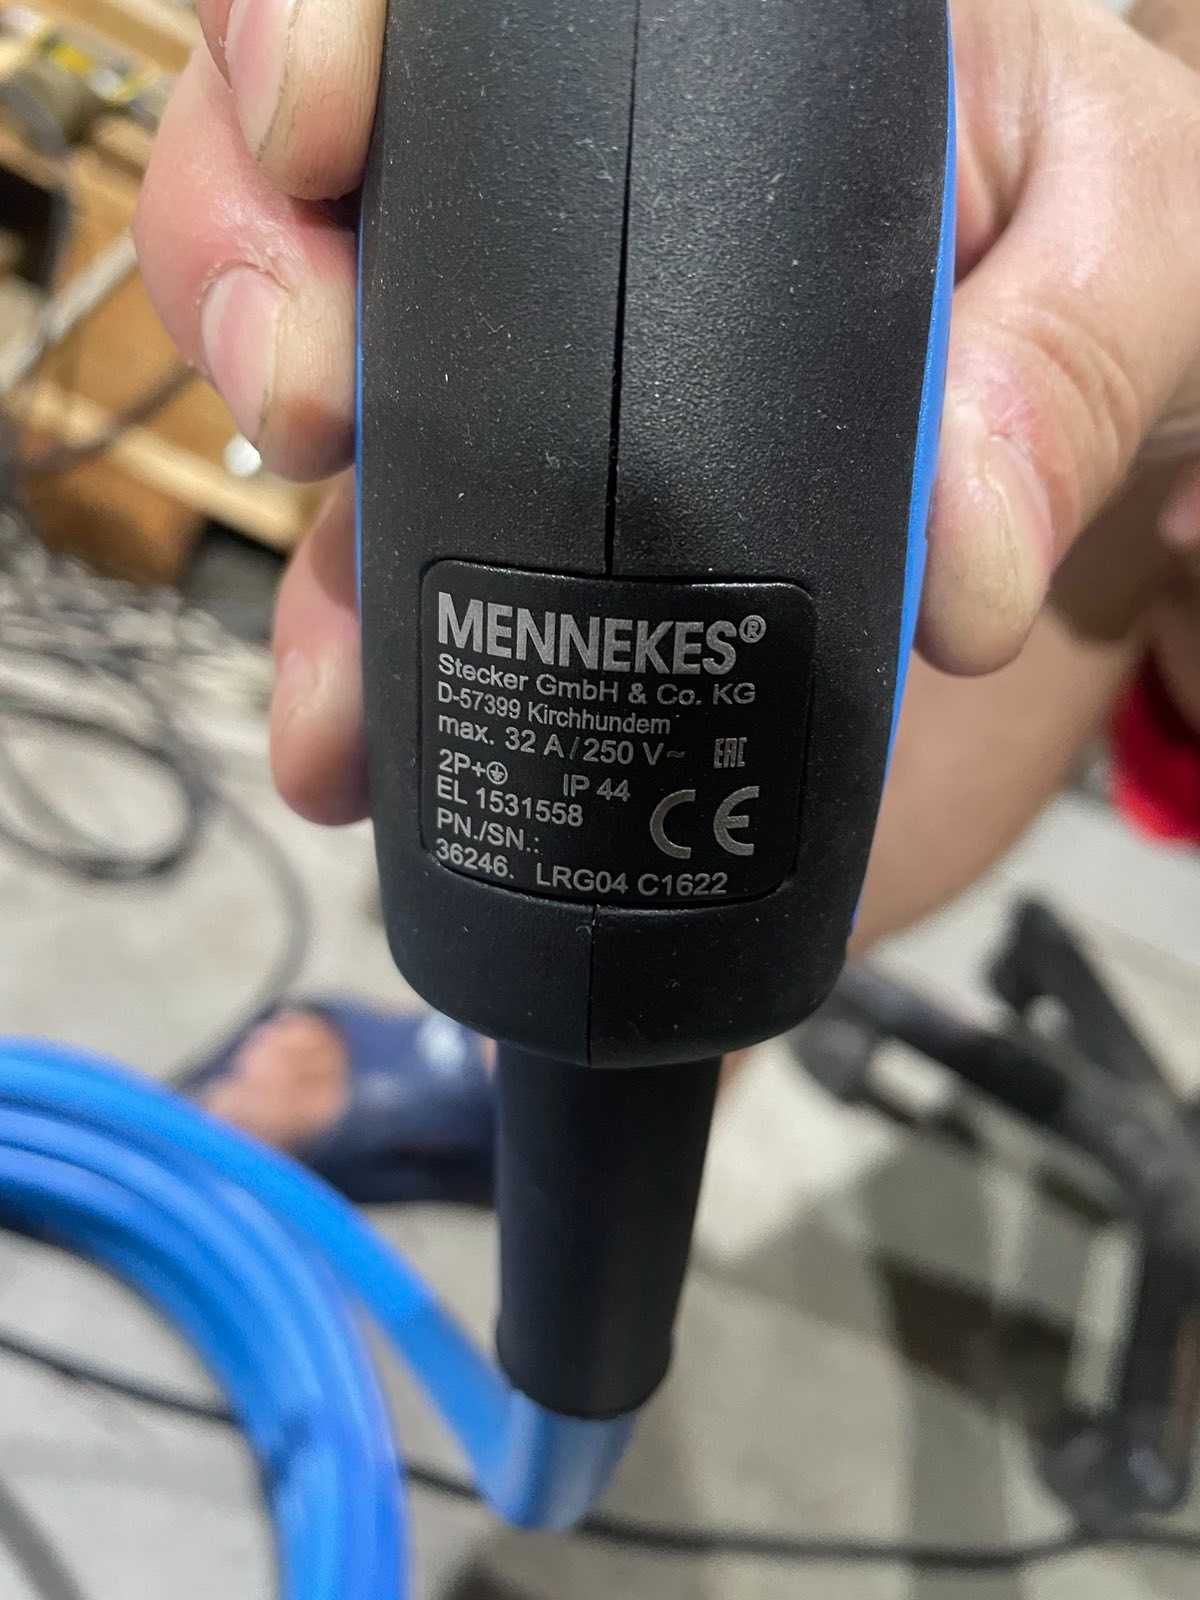 MENNEKES®
Stecker GmbH & Co. KG
D-57399 Kirchhundem
max. 32 A / 250 V~ EAC
2P+⏚ IP 44
EL 1531558 CE
PN./SN.:
36246. LRG04 C1622